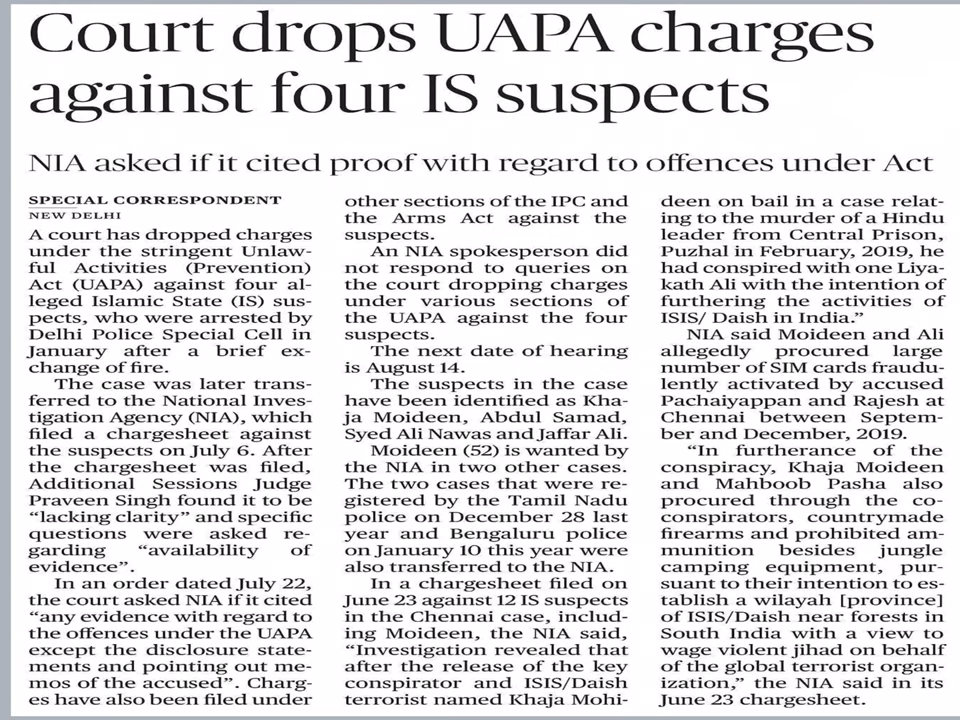 Court drops UAPA charges
against four IS suspects
NIA asked if it cited proof with regard to offences under Act
SPECIAL CORRESPONDENT
NEW DELHI
A court has dropped charges
under the stringent Unlaw-
ful Activities (Prevention)
Act (UAPA) against four al-
leged Islamic State (IS) sus-
pects, who were arrested by
Delhi Police Special Cell in
January after a brief ex-
change of fire.
The case was later trans-
ferred to the National Inves-
tigation Agency (NIA), which
filed a chargesheet against
the suspects on July 6. After
the chargesheet was filed,
Additional Sessions Judge
Praveen Singh found it to be
“lacking clarity” and specific
questions were asked re-
garding “availability of
evidence”.
In an order dated July 22,
the court asked NIA if it cited
“any evidence with regard to
the offences under the UAPA
except the disclosure state-
ments and pointing out me-
mos of the accused”. Charg-
es have also been filed under
other sections of the IPC and
the Arms Act against the
suspects.
An NIA spokesperson did
not respond to queries on
the court dropping charges
under various sections of
the UAPA against the four
suspects.
The next date of hearing
is August 14.
The suspects in the case
have been identified as Kha-
ja Moideen, Abdul Samad,
Syed Ali Nawas and Jaffar Ali.
Moideen (52) is wanted by
the NIA in two other cases.
The two cases that were re-
gistered by the Tamil Nadu
police on December 28 last
year and Bengaluru police
on January 10 this year were
also transferred to the NIA.
In a chargesheet filed on
June 23 against 12 IS suspects
in the Chennai case, includ-
ing Moideen, the NIA said,
“Investigation revealed that
after the release of the key
conspirator and ISIS/Daish
terrorist named Khaja Mohi-
deen on bail in a case relat-
ing to the murder of a Hindu
leader from Central Prison,
Puzhal in February, 2019, he
had conspired with one Liya-
kath Ali with the intention of
furthering the activities of
ISIS/ Daish in India.”
NIA said Moideen and Ali
allegedly procured large
number of SIM cards fraudu-
lently activated by accused
Pachaiyappan and Rajesh at
Chennai between Septem-
ber and December, 2019.
“In furtherance of the
conspiracy, Khaja Moideen
and Mahboob Pasha also
procured through the co-
conspirators, countrymade
firearms and prohibited am-
munition besides jungle
camping equipment, pur-
suant to their intention to es-
tablish a wilayah [province]
of ISIS/Daish near forests in
South India with a view to
wage violent jihad on behalf
of the global terrorist organ-
ization,” the NIA said in its
June 23 chargesheet.